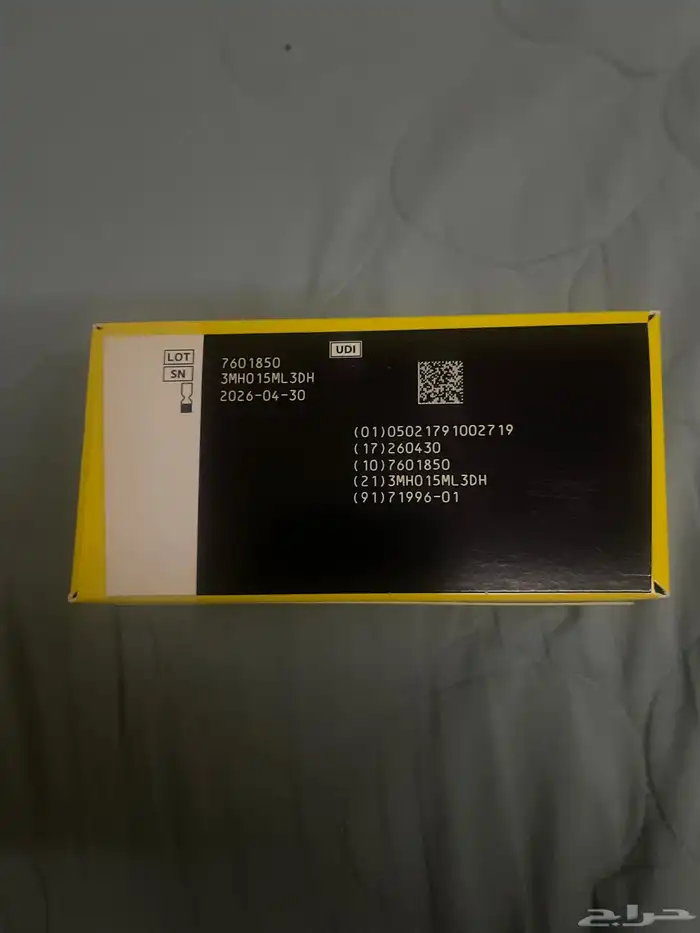 LOT
SN
7601850
3MH015ML3DH
2026-04-30
UDI
(01)05021791002719
(17)260430
(10)7601850
(21)3MH015ML3DH
(91)71996-01
حراج